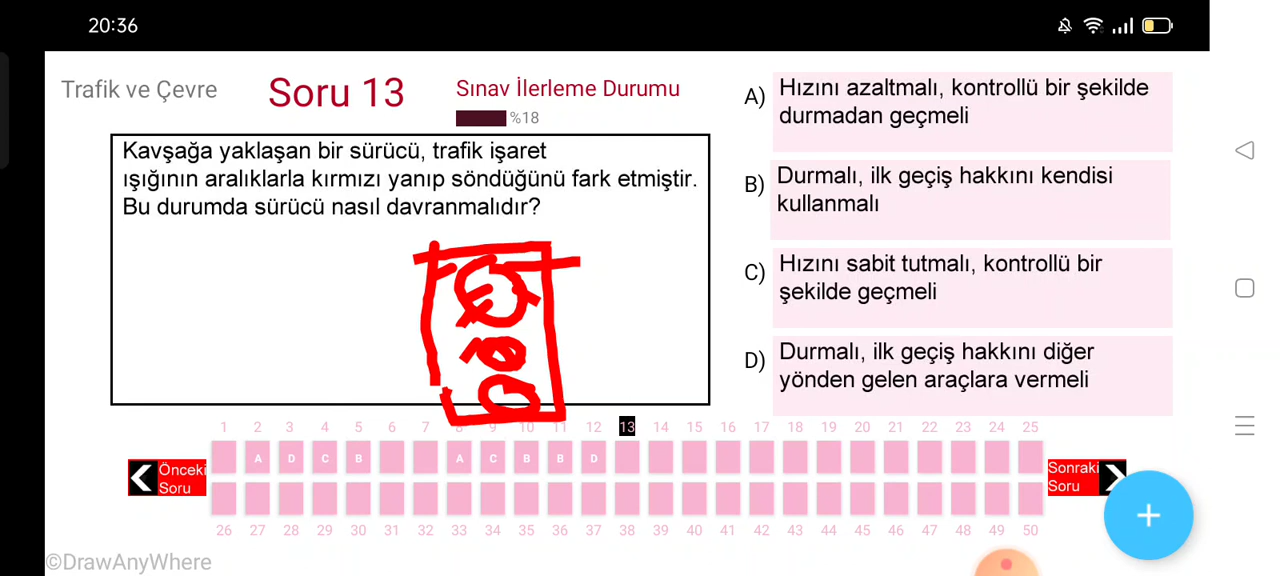 20:36
Trafik ve Çevre
Soru 13
Sınav İlerleme Durumu
%18
Kavşağa yaklaşan bir sürücü, trafik işaret
ışığının aralıklarla kırmızı yanıp söndüğünü fark etmiştir.
Bu durumda sürücü nasıl davranmalıdır?
A) Hızını azaltmalı, kontrollü bir şekilde
durmadan geçmeli
B) Durmalı, ilk geçiş hakkını kendisi
kullanmalı
C) Hızını sabit tutmalı, kontrollü bir
şekilde geçmeli
D) Durmalı, ilk geçiş hakkını diğer
yönden gelen araçlara vermeli
1 2 3 4 5 6 7 8 9 10 11 12 13 14 15 16 17 18 19 20 21 22 23 24 25
A D C B A C B B D
Önceki
Soru
Sonraki
Soru
26 27 28 29 30 31 32 33 34 35 36 37 38 39 40 41 42 43 44 45 46 47 48 49 50
©DrawAnyWhere